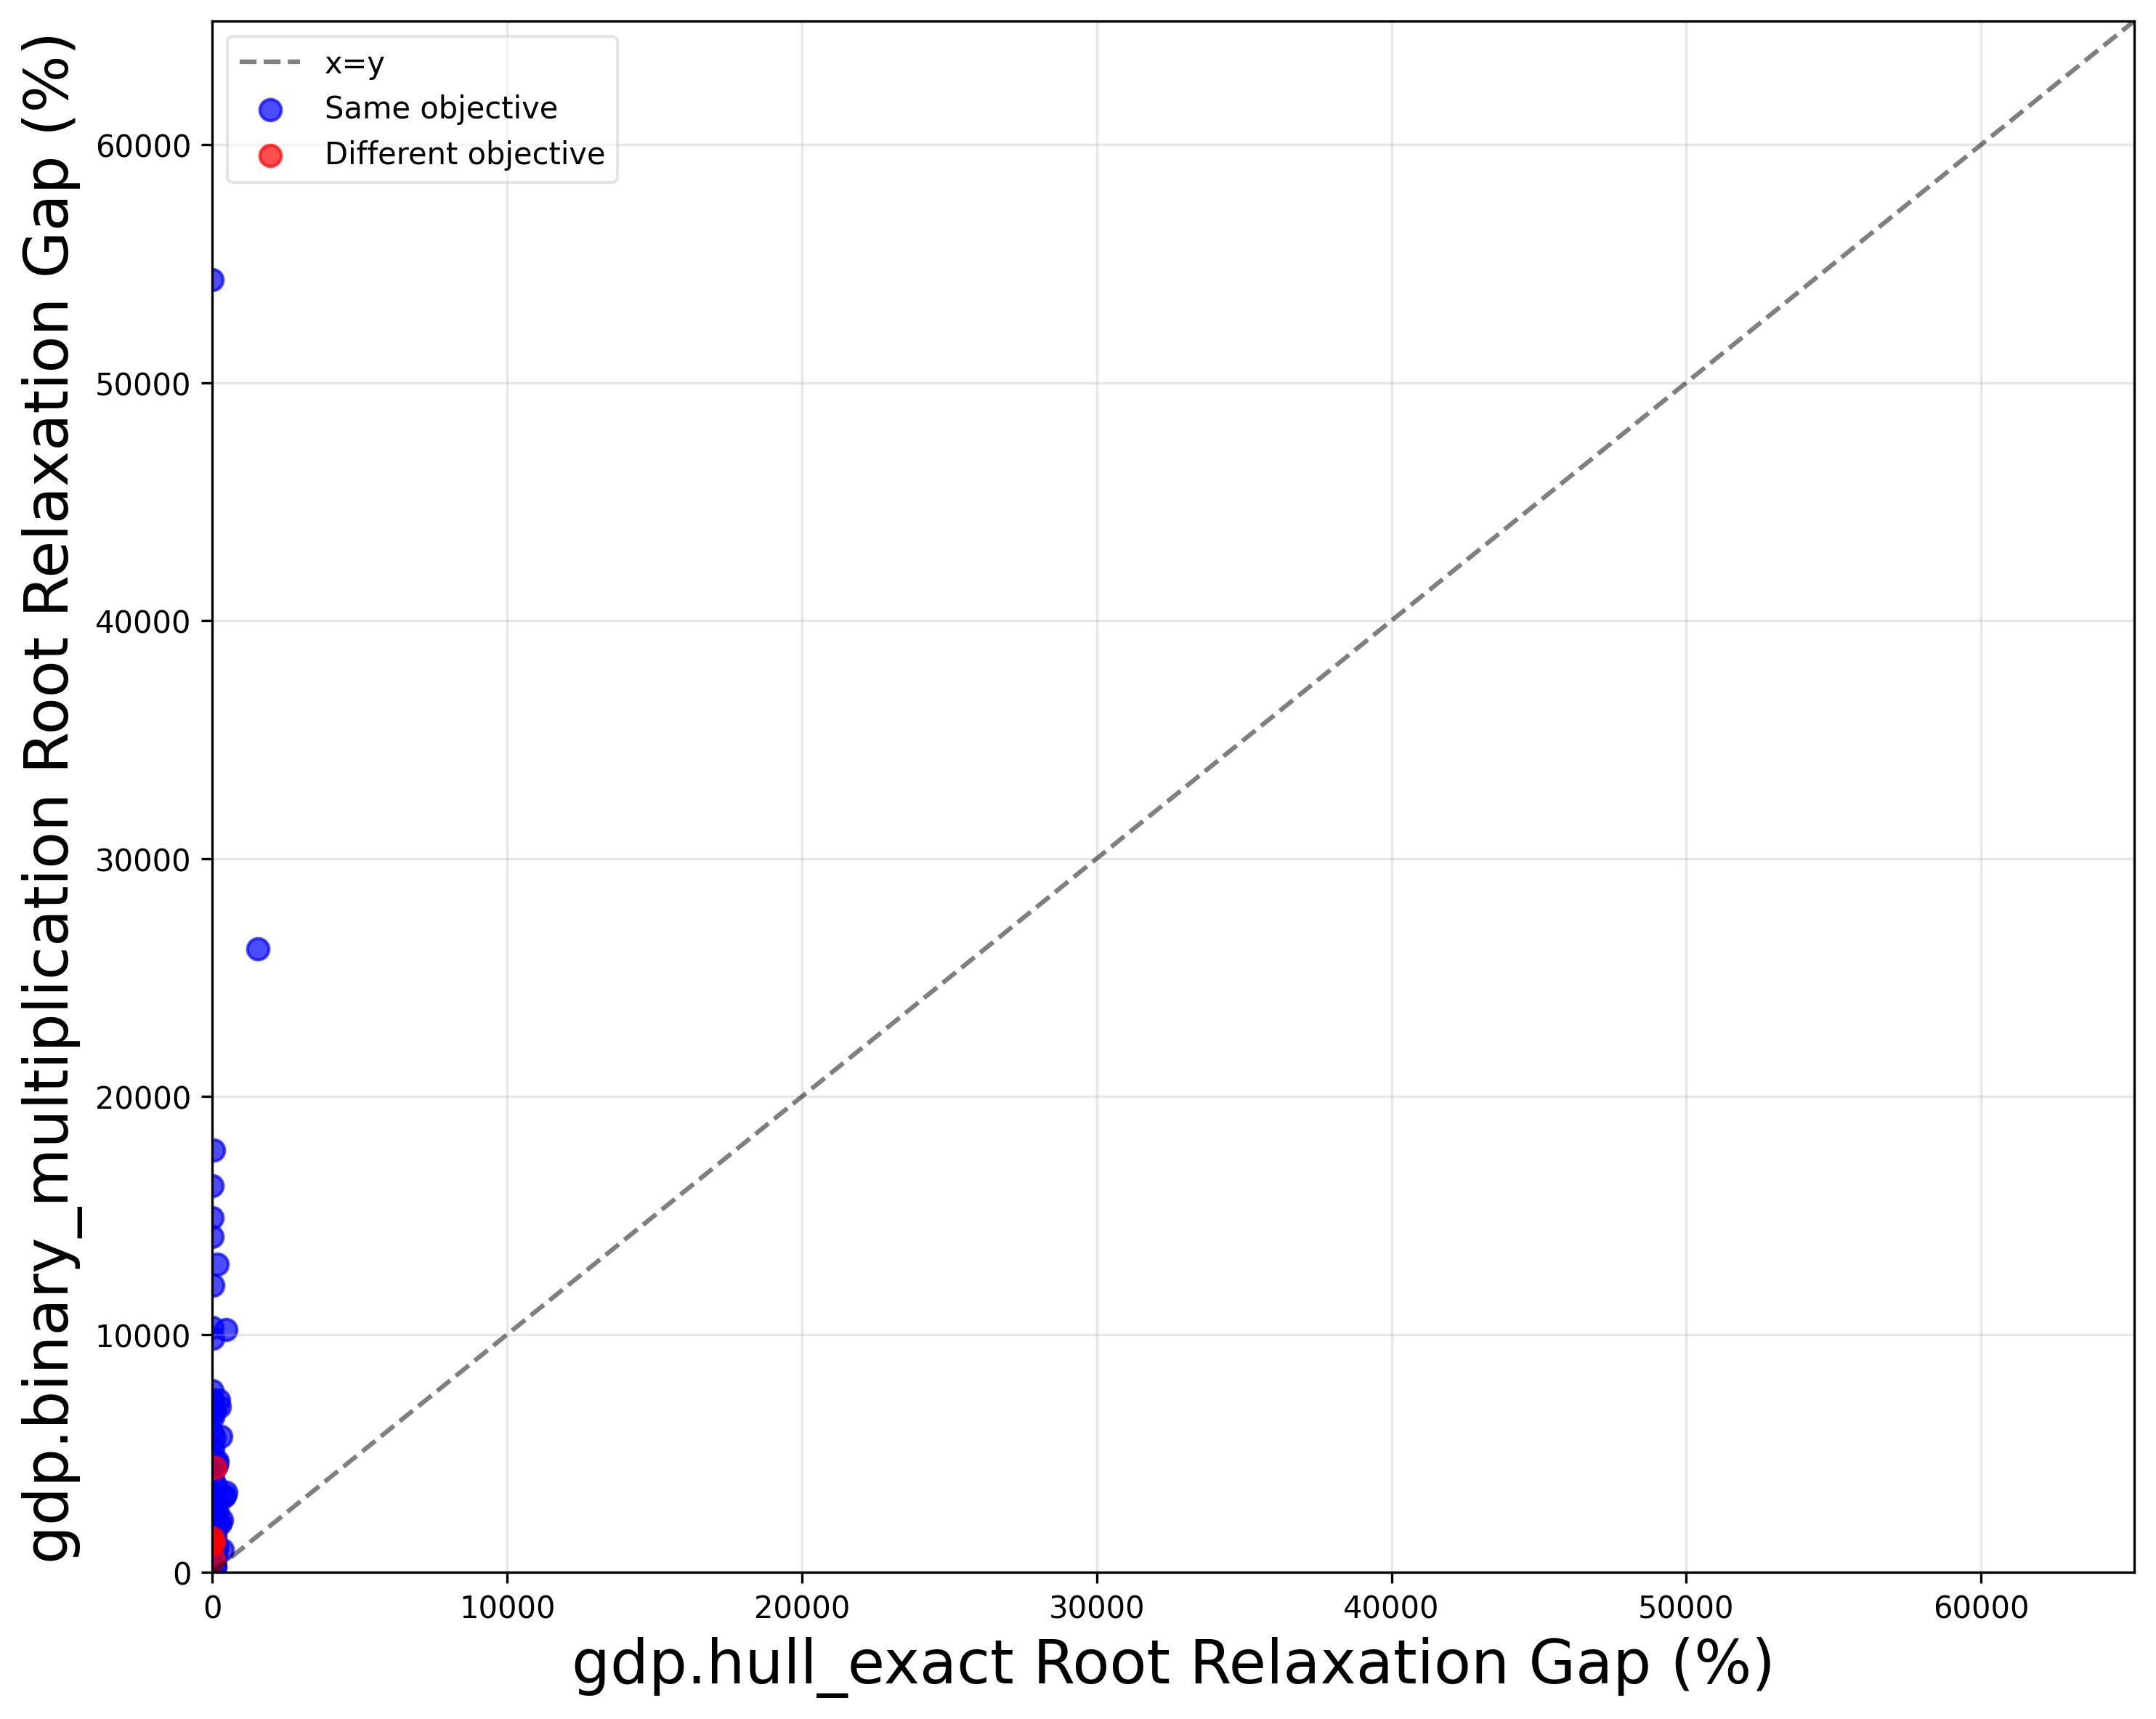 x=y
Same objective
Different objective
gdp.binary_multiplication Root Relaxation Gap (%)
60000
50000
40000
30000
20000
10000
0
0 10000 20000 30000 40000 50000 60000
gdp.hull_exact Root Relaxation Gap (%)